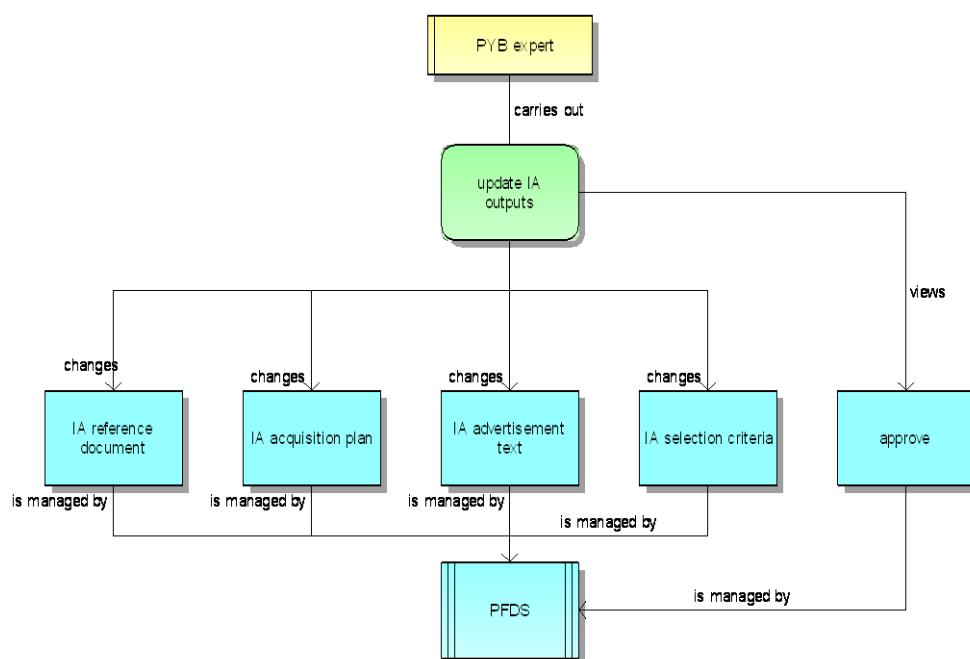 PYB expert
carries out
update IA
outputs
views
changes
changes
changes
changes
IA reference
document
IA acquisition plan
IA advertisement
text
IA selection criteria
approve
is managed by
is managed by
is managed by
is managed by
is managed by
PFDS